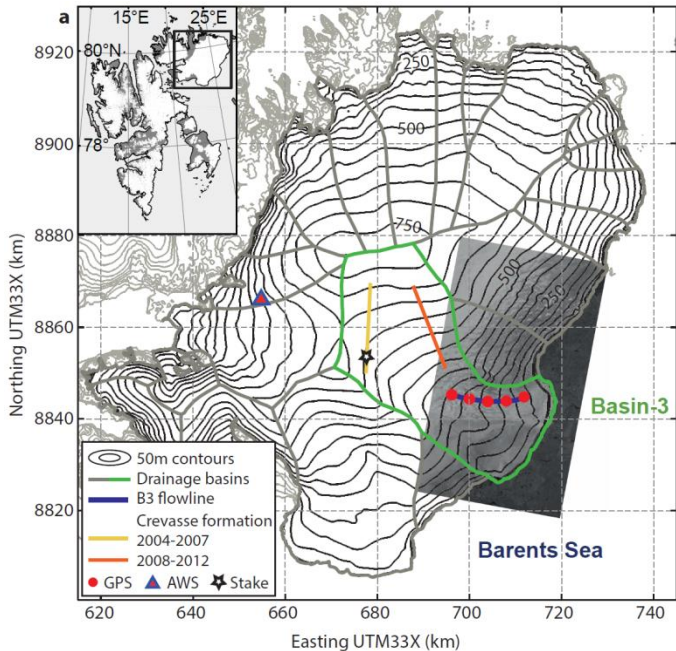 a
15°E 25°E
80°N
78°
8920
8900
8880
8860
8840
8820
Northing UTM33X (km)
250
500
750
500
250
Basin-3
Barents Sea
50m contours
Drainage basins
B3 flowline
Crevasse formation
2004-2007
2008-2012
GPS AWS Stake
620 640 660 680 700 720 740
Easting UTM33X (km)